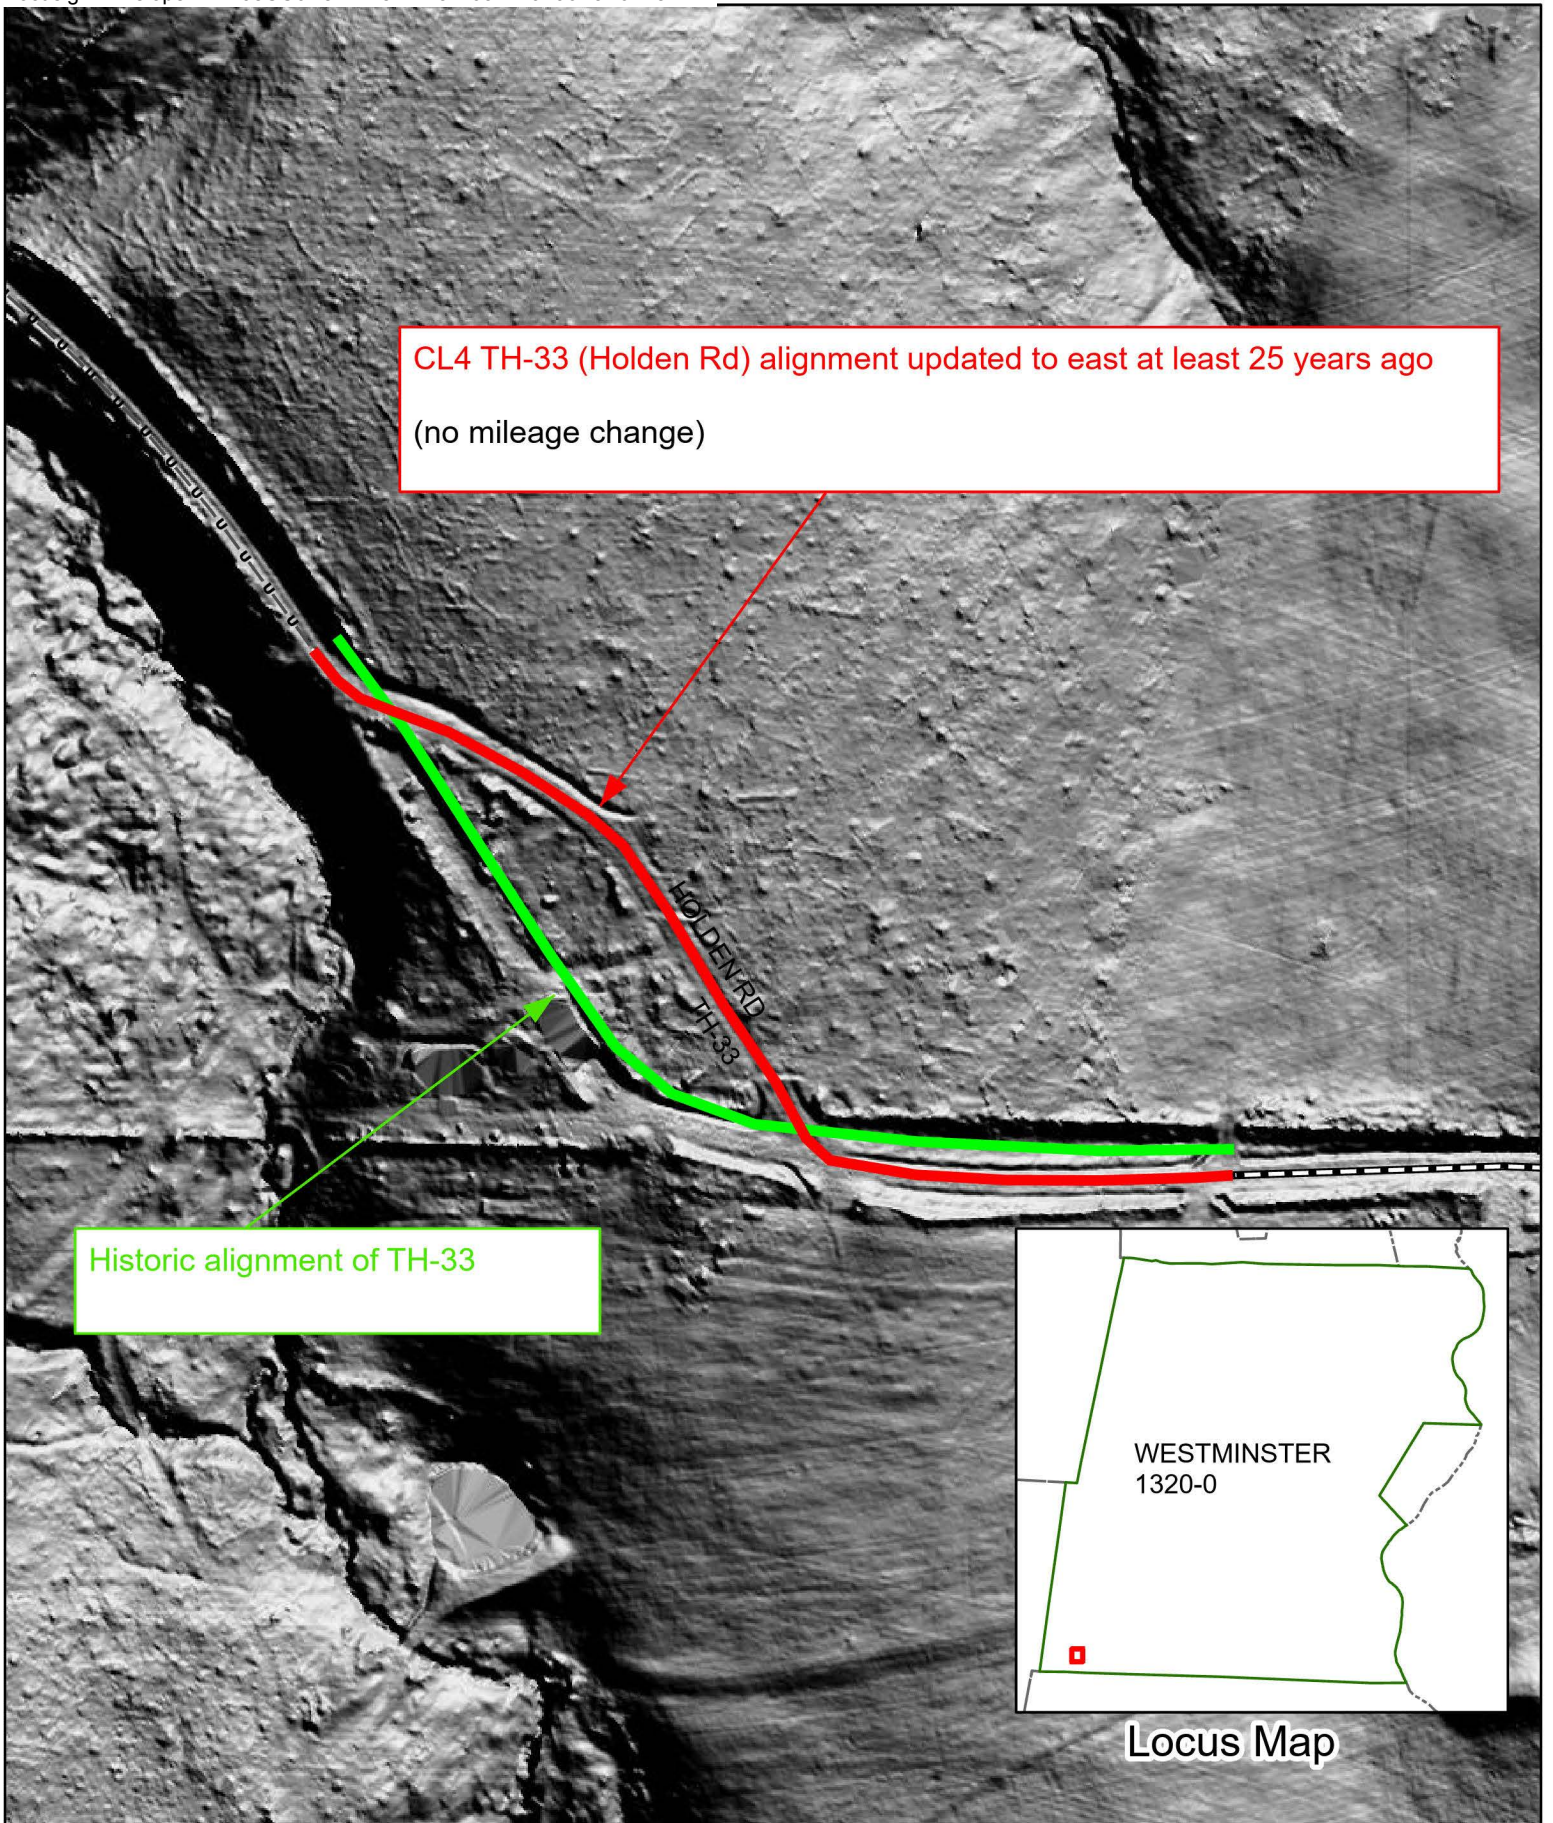 CL4 TH-33 (Holden Rd) alignment updated to east at least 25 years ago
(no mileage change)
U U U U U U U U U U U U
HOLDEN RD
TH-33
Historic alignment of TH-33
WESTMINSTER
1320-0
Locus Map